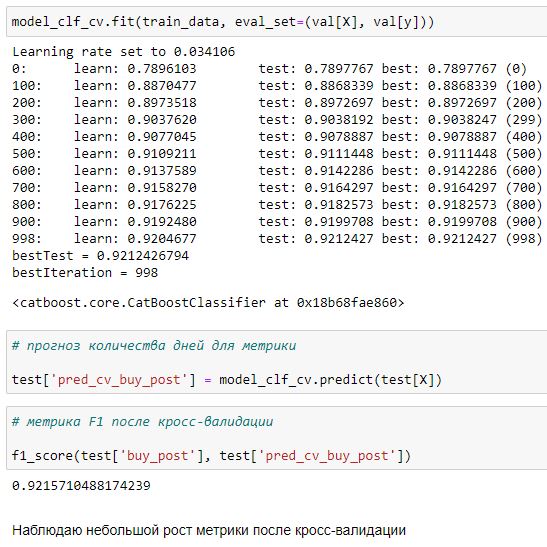 model_clf_cv.fit(train_data, eval_set=(val[X], val[y]))
Learning rate set to 0.034106
0: learn: 0.7896103 test: 0.7897767 best: 0.7897767 (0)
100: learn: 0.8870477 test: 0.8868339 best: 0.8868339 (100)
200: learn: 0.8973518 test: 0.8972697 best: 0.8972697 (200)
300: learn: 0.9037620 test: 0.9038192 best: 0.9038247 (299)
400: learn: 0.9077045 test: 0.9078887 best: 0.9078887 (400)
500: learn: 0.9109211 test: 0.9111448 best: 0.9111448 (500)
600: learn: 0.9137589 test: 0.9142286 best: 0.9142286 (600)
700: learn: 0.9158270 test: 0.9164297 best: 0.9164297 (700)
800: learn: 0.9176225 test: 0.9182573 best: 0.9182573 (800)
900: learn: 0.9192480 test: 0.9199708 best: 0.9199708 (900)
998: learn: 0.9204677 test: 0.9212427 best: 0.9212427 (998)
bestTest = 0.9212426794
bestIteration = 998
<catboost.core.CatBoostClassifier at 0x18b68fae860>
# прогноз количества дней для метрики
test['pred_cv_buy_post'] = model_clf_cv.predict(test[X])
# метрика F1 после кросс-валидации
f1_score(test['buy_post'], test['pred_cv_buy_post'])
0.9215710488174239
Наблюдаю небольшой рост метрики после кросс-валидации